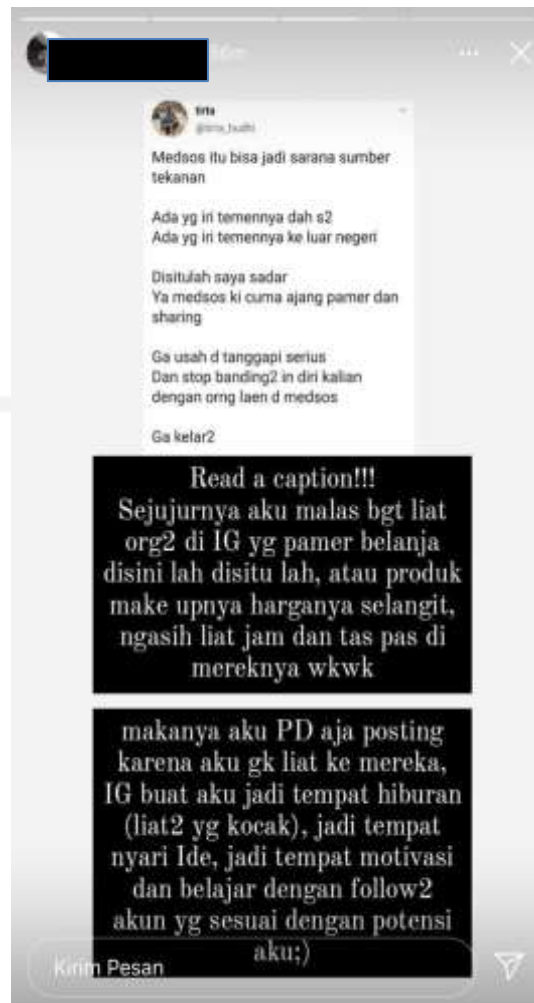 tirta
Medsos itu bisa jadi sarana sumber
tekanan
Ada yg iri temennya dah s2
Ada yg iri temennya ke luar negeri
Disitulah saya sadar
Ya medsos ki cuma ajang pamer dan
sharing
Ga usah d tanggapi serius
Dan stop banding2 in diri kalian
dengan orng laen d medsos
Ga kelar2
Read a caption!!!
Sejujurnya aku malas bgt liat
org2 di IG yg pamer belanja
disini lah disitu lah, atau produk
make upnya harganya selangit,
ngasih liat jam dan tas pas di
mereknya wkwk
makanya aku PD aja posting
karena aku gk liat ke mereka,
IG buat aku jadi tempat hiburan
(liat2 yg kocak), jadi tempat
nyari Ide, jadi tempat motivasi
dan belajar dengan follow2
akun yg sesuai dengan potensi
aku;)
Kirim Pesan